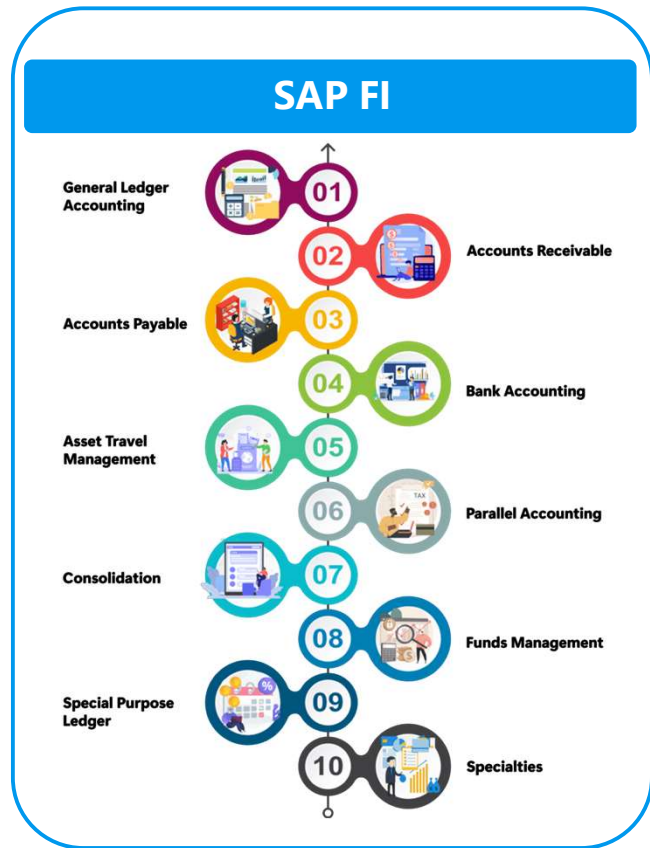 SAP FI
General Ledger
Accounting
01
02
Accounts Receivable
Accounts Payable
03
04
Bank Accounting
Asset Travel
Management
05
06
TAX
Parallel Accounting
Consolidation
07
08
Funds Management
Special Purpose
Ledger
%
09
10
Specialties